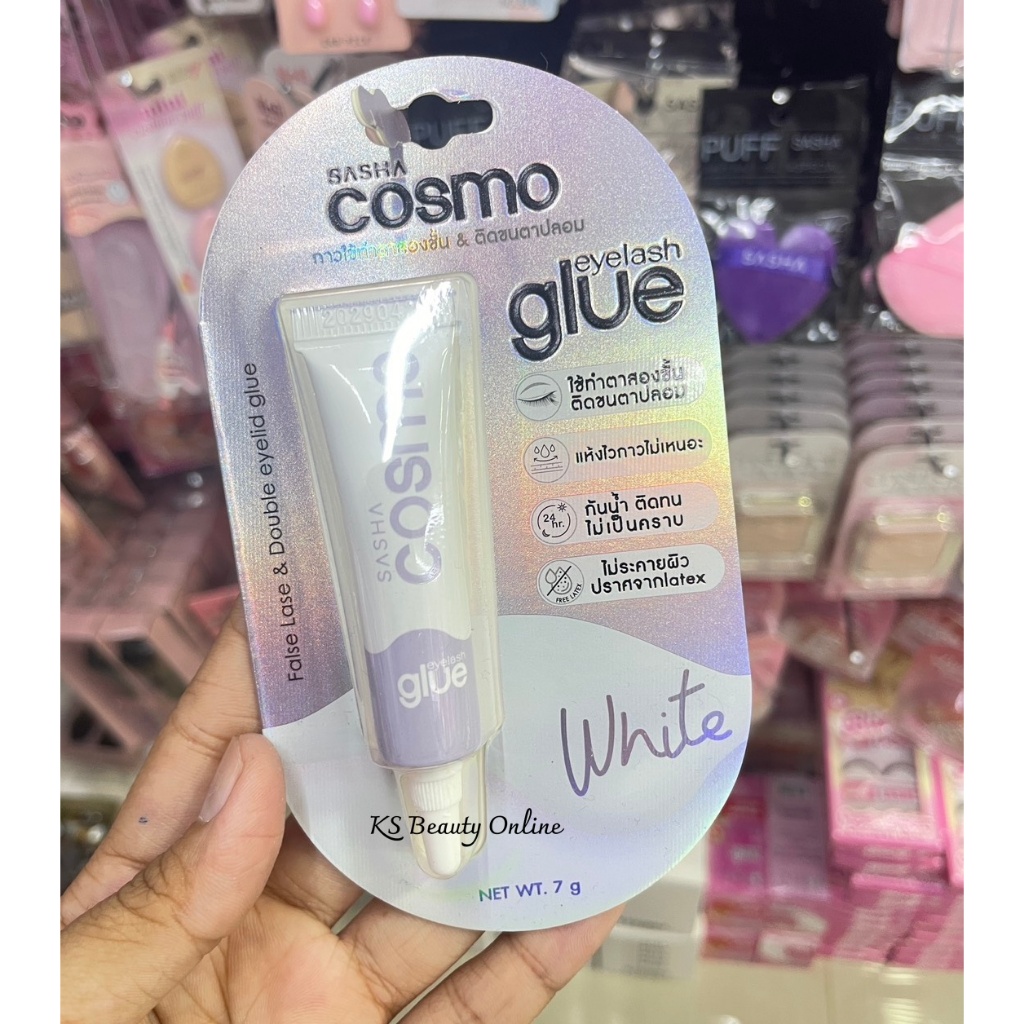 SASHA
cosmo
กาวใช้ทำตาสองชั้น & ติดขนตาปลอม
eyelash
glue
ใช้ทำตาสองชั้น
ติดขนตาปลอม
แห้งไวกาวไม่เหนอะ
24
hr.
กันน้ำ ติดทน
ไม่เป็นคราบ
FREE LATEX
ไม่ระคายผิว
ปราศจากlatex
False Lase & Double eyelid glue
SASHA
cosmo
eyelash
glue
White
KS Beauty Online
NET WT. 7 g
PUFF SASHA
SASHA
PUFF